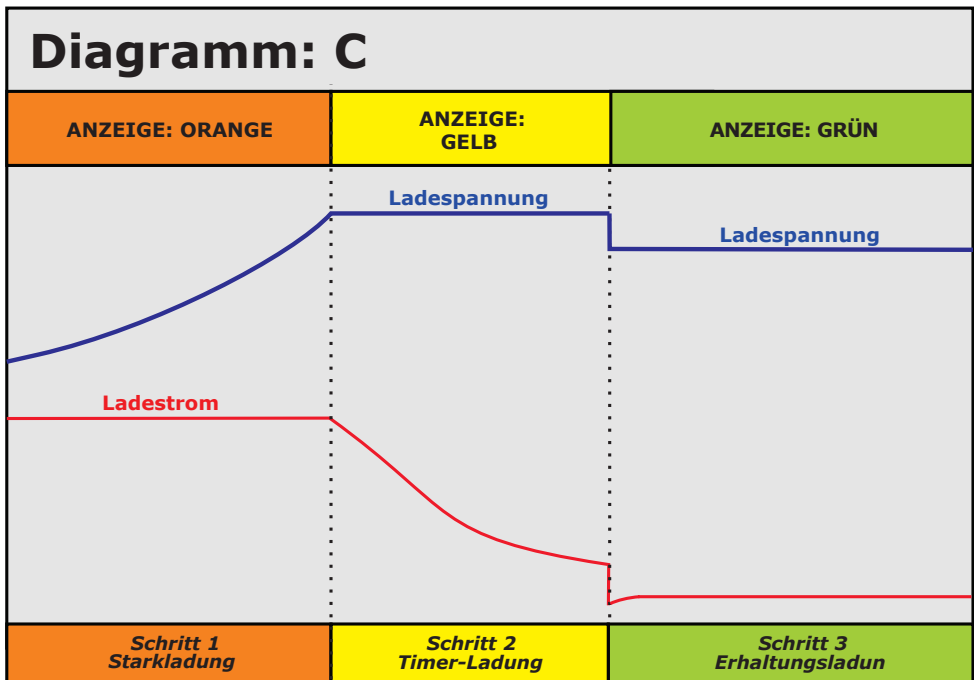 Diagramm: C
ANZEIGE: ORANGE
ANZEIGE:
GELB
ANZEIGE: GRÜN
Ladespannung
Ladespannung
Ladestrom
Schritt 1
Starkladung
Schritt 2
Timer-Ladung
Schritt 3
Erhaltungsladun